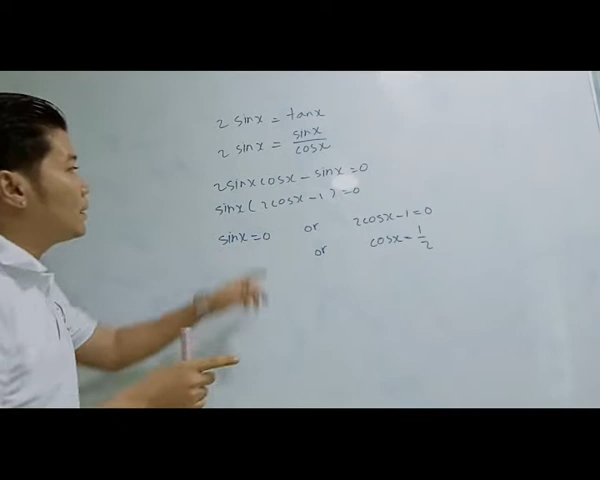 2 sinx = tanx
2 sinx = sinx/cosx
2sinx cosx - sinx = 0
sinx ( 2cosx - 1 ) = 0
sinx = 0 or 2cosx - 1 = 0
or cosx = 1/2